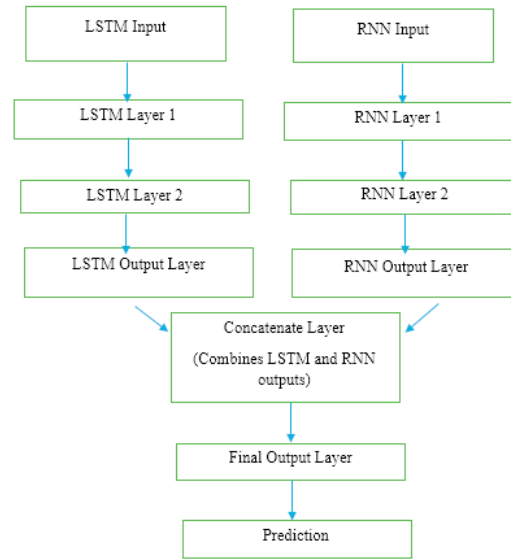 LSTM Input
RNN Input
LSTM Layer 1
RNN Layer 1
LSTM Layer 2
RNN Layer 2
LSTM Output Layer
RNN Output Layer
Concatenate Layer
(Combines LSTM and RNN
outputs)
Final Output Layer
Prediction